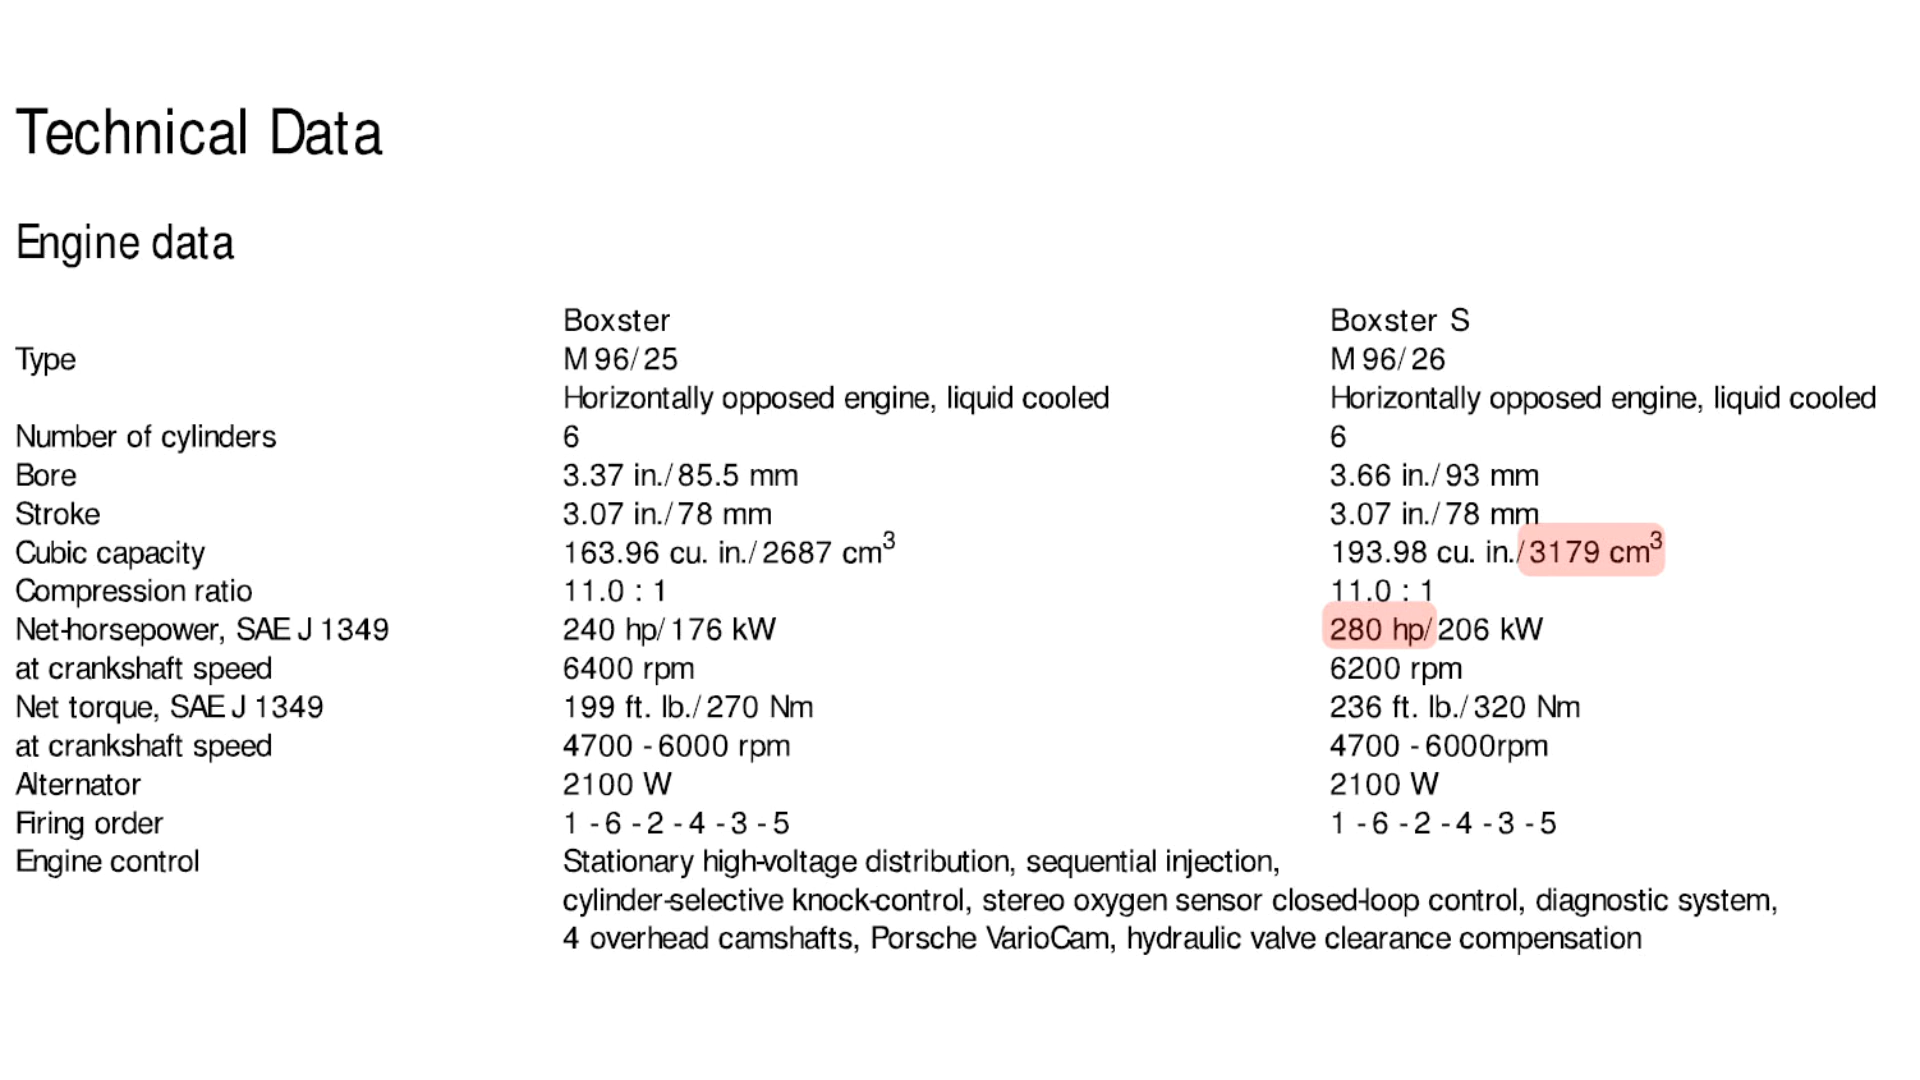 Technical Data
Engine data
Boxster Boxster S
Type M 96/25 M 96/26
Horizontally opposed engine, liquid cooled Horizontally opposed engine, liquid cooled
Number of cylinders 6 6
Bore 3.37 in./85.5 mm 3.66 in./93 mm
Stroke 3.07 in./78 mm 3.07 in./78 mm
Cubic capacity 163.96 cu. in./2687 cm³ 193.98 cu. in./3179 cm³
Compression ratio 11.0 : 1 11.0 : 1
Net-horsepower, SAE J 1349 240 hp/176 kW 280 hp/206 kW
at crankshaft speed 6400 rpm 6200 rpm
Net torque, SAE J 1349 199 ft. lb./270 Nm 236 ft. lb./320 Nm
at crankshaft speed 4700 - 6000 rpm 4700 - 6000rpm
Alternator 2100 W 2100 W
Firing order 1 - 6 - 2 - 4 - 3 - 5 1 - 6 - 2 - 4 - 3 - 5
Engine control Stationary high-voltage distribution, sequential injection,
cylinder-selective knock-control, stereo oxygen sensor closed-loop control, diagnostic system,
4 overhead camshafts, Porsche VarioCam, hydraulic valve clearance compensation